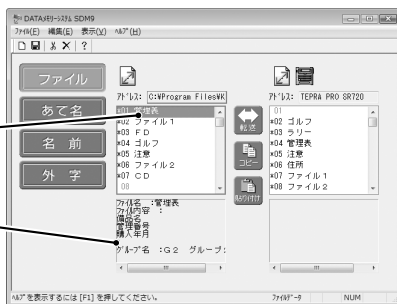 DATAﾒﾓﾘｰｼｽﾃﾑ SDM9
ﾌｧｲﾙ(F) 編集(E) 表示(V) ﾍﾙﾌﾟ(H)
ファイル
あて名
名 前
外 字
ｱﾄﾞﾚｽ: C:¥Program Files¥K
*01 管理表
*02 ファイル1
*03 FD
*04 ゴルフ
*05 注意
*06 ファイル2
*07 CD
08
ﾌｧｲﾙ名 :管理表
ﾌｧｲﾙ内容 :
備品名
管理番号
購入年月
ｸﾞﾙｰﾌﾟ名 :G2 グループ:
転送
コピー
貼り付け
ｱﾄﾞﾚｽ: TEPRA PRO SR720
01
*02 ゴルフ
*03 ラリー
*04 管理表
*05 注意
*06 住所
*07 ファイル1
*08 ファイル2
ﾍﾙﾌﾟを表示するには [F1] を押してください。
ﾌｧｲﾙﾃﾞｰﾀ NUM